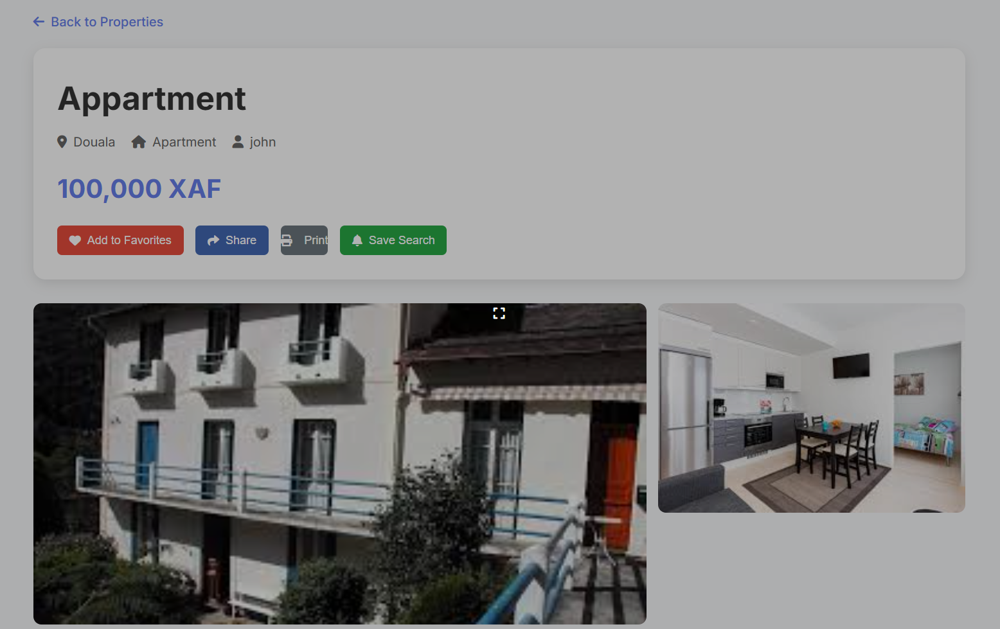 Back to Properties
Appartment
Douala Apartment john
100,000 XAF
Add to Favorites Share Print Save Search